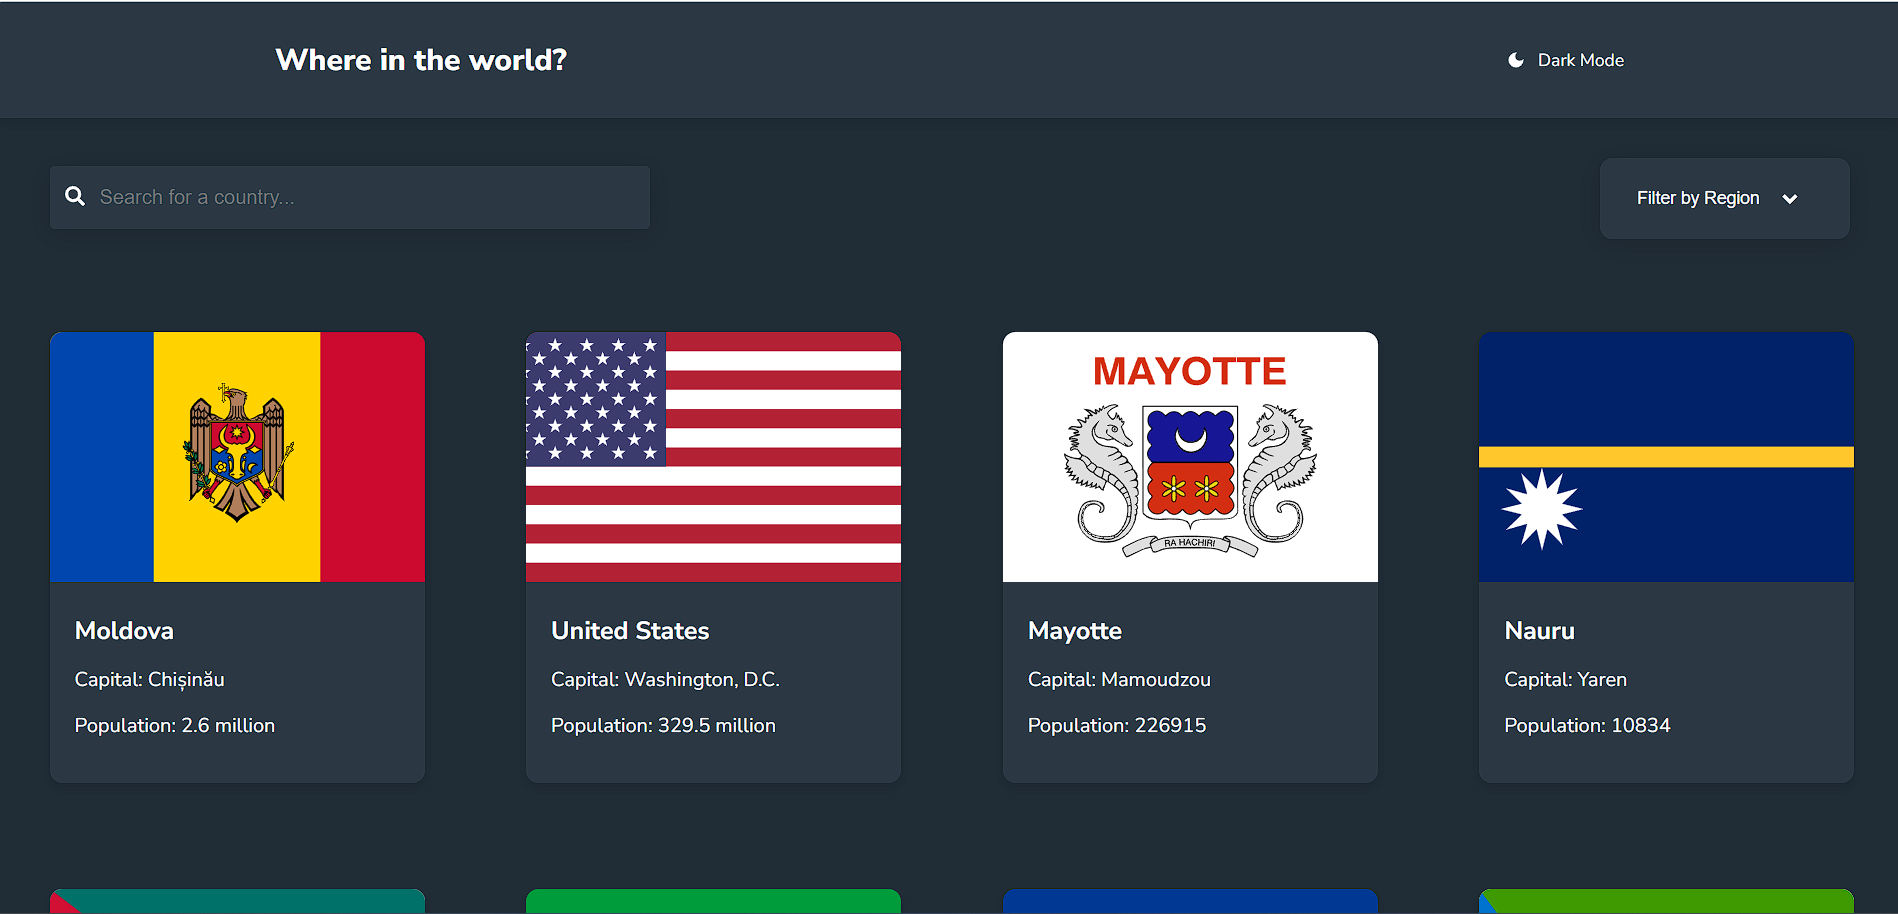 Where in the world?
Dark Mode
Search for a country...
Filter by Region
MAYOTTE
RA HACHIRI
Moldova
Capital: Chișinău
Population: 2.6 million
United States
Capital: Washington, D.C.
Population: 329.5 million
Mayotte
Capital: Mamoudzou
Population: 226915
Nauru
Capital: Yaren
Population: 10834